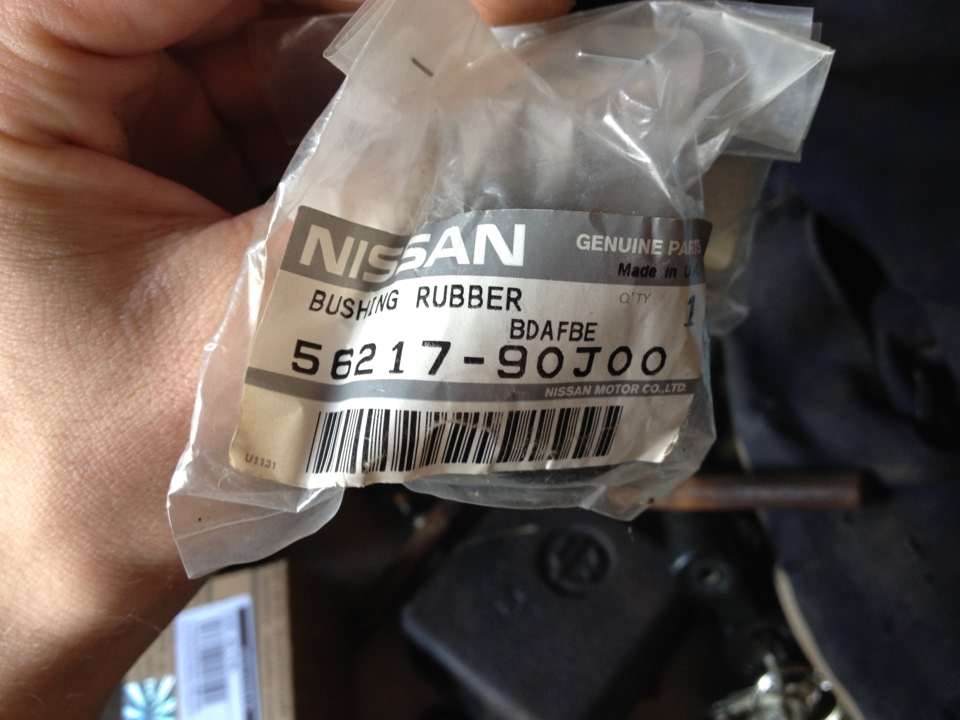 NISSAN
GENUINE PARTS
Made in
BUSHING RUBBER
Q'TY
1
BDAFBE
56217-90J00
NISSAN MOTOR CO.,LTD.
U1131